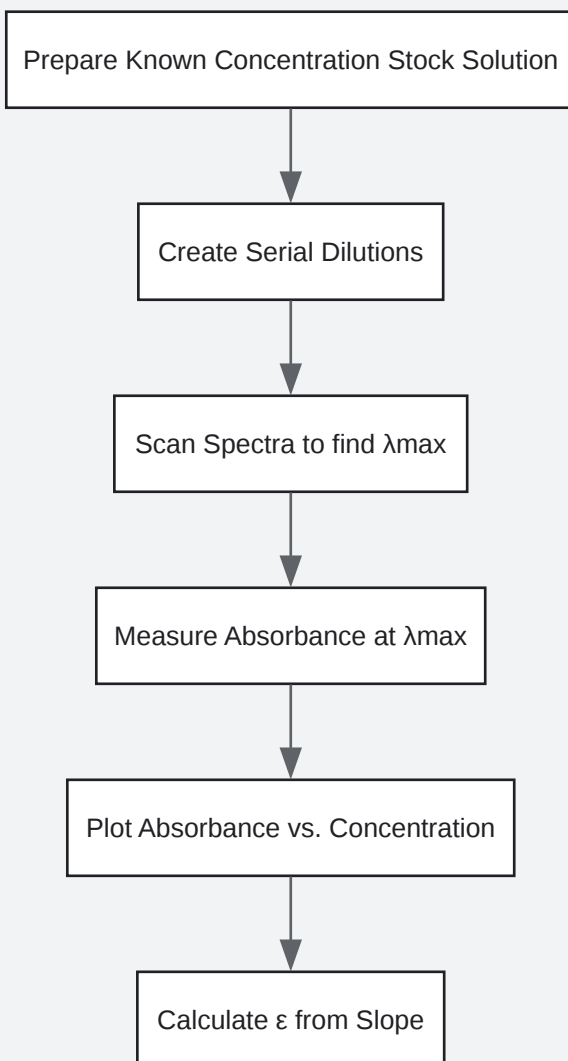 Prepare Known Concentration Stock Solution
Create Serial Dilutions
Scan Spectra to find λmax
Measure Absorbance at λmax
Plot Absorbance vs. Concentration
Calculate ε from Slope